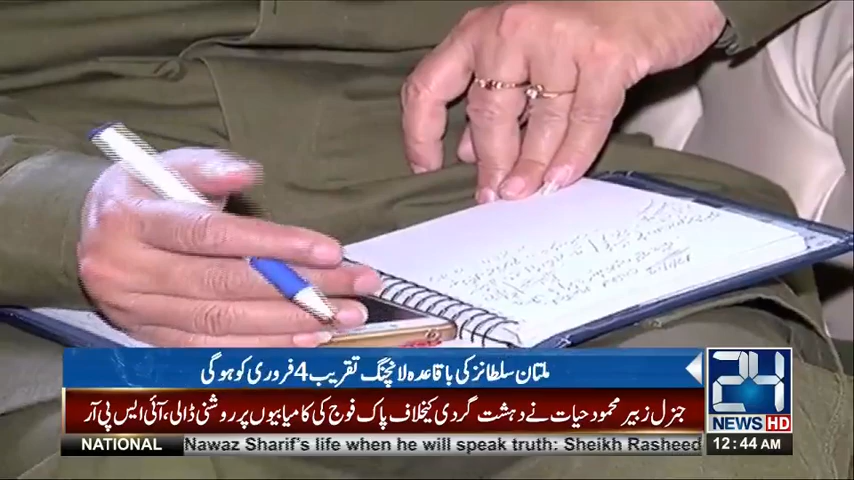 ملتان سلطانز کی باقاعدہ لانچنگ تقریب 4 فروری کو ہوگی
جنرل زبیر محمود حیات نے دہشت گردی کیخلاف پاک فوج کی کامیابیوں پر روشنی ڈالی، آئی ایس پی آر
24
NEWS HD
NATIONAL
Nawaz Sharif's life when he will speak truth: Sheikh Rasheed
12:44 AM